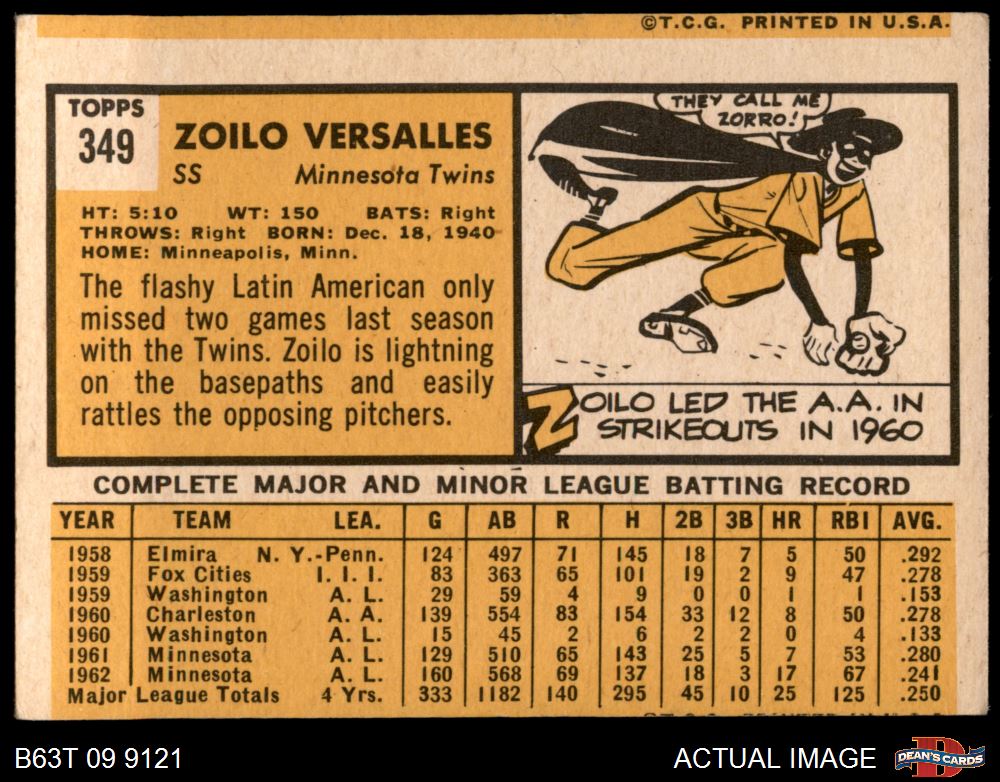 ©T.C.G. PRINTED IN U.S.A.
TOPPS
349
ZOILO VERSALLES
SS Minnesota Twins
HT: 5:10 WT: 150 BATS: Right
THROWS: Right BORN: Dec. 18, 1940
HOME: Minneapolis, Minn.
The flashy Latin American only
missed two games last season
with the Twins. Zoilo is lightning
on the basepaths and easily
rattles the opposing pitchers.
THEY CALL ME
ZORRO!
ZOILO LED THE A.A. IN
STRIKEOUTS IN 1960
COMPLETE MAJOR AND MINOR LEAGUE BATTING RECORD
YEAR TEAM LEA. G AB R H 2B 3B HR RBI AVG.
1958 Elmira N. Y.-Penn. 124 497 71 145 18 7 5 50 .292
1959 Fox Cities I. I. I. 83 363 65 101 19 2 9 47 .278
1959 Washington A. L. 29 59 4 9 0 0 1 1 .153
1960 Charleston A. A. 139 554 83 154 33 12 8 50 .278
1960 Washington A. L. 15 45 2 6 2 2 0 4 .133
1961 Minnesota A. L. 129 510 65 143 25 5 7 53 .280
1962 Minnesota A. L. 160 568 69 137 18 3 17 67 .241
Major League Totals 4 Yrs. 333 1182 140 295 45 10 25 125 .250
B63T 09 9121
ACTUAL IMAGE
DEAN'S CARDS